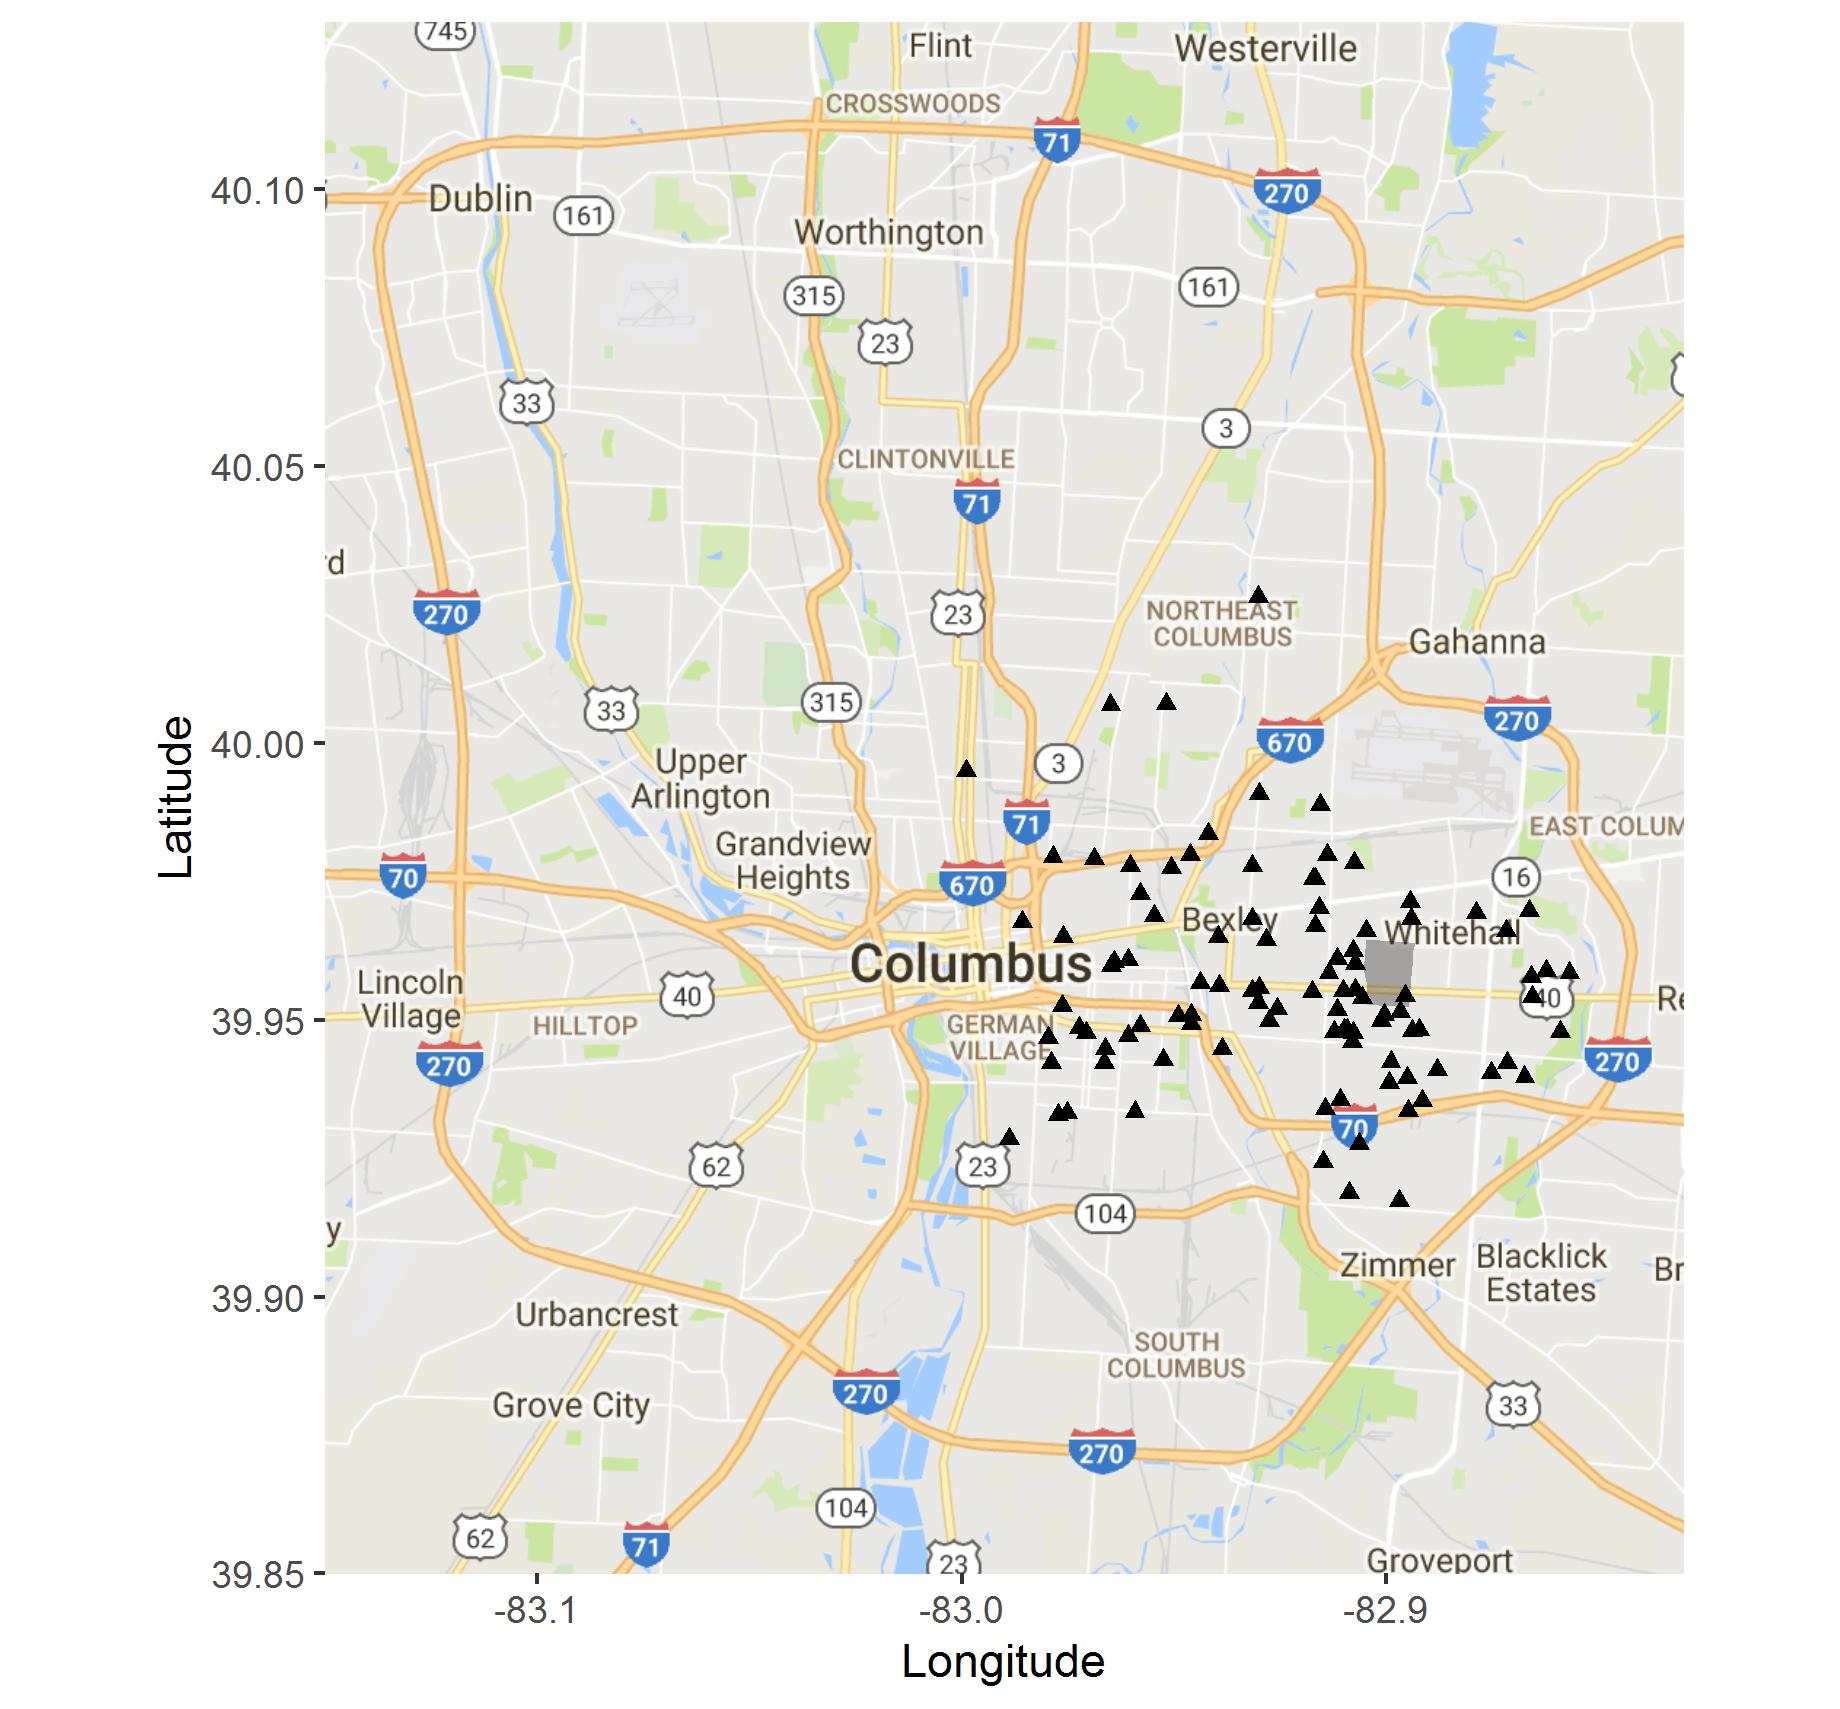 745
Flint
Westerville
CROSSWOODS
71
270
40.10
Dublin
161
Worthington
315
161
23
33
3
40.05
CLINTONVILLE
71
rd
270
23
NORTHEAST
COLUMBUS
Gahanna
33
315
270
670
40.00
3
Upper
Arlington
71
EAST COLUM
Grandview
Heights
70
670
16
Bexley
Whitehall
Columbus
Latitude
Lincoln
Village
40
40
Re
39.95
HILLTOP
GERMAN
VILLAGE
270
270
70
62
23
104
y
Zimmer
Blacklick
Estates
Br
39.90
Urbancrest
SOUTH
COLUMBUS
270
Grove City
33
270
104
62
71
23
Groveport
39.85
-83.1
-83.0
-82.9
Longitude